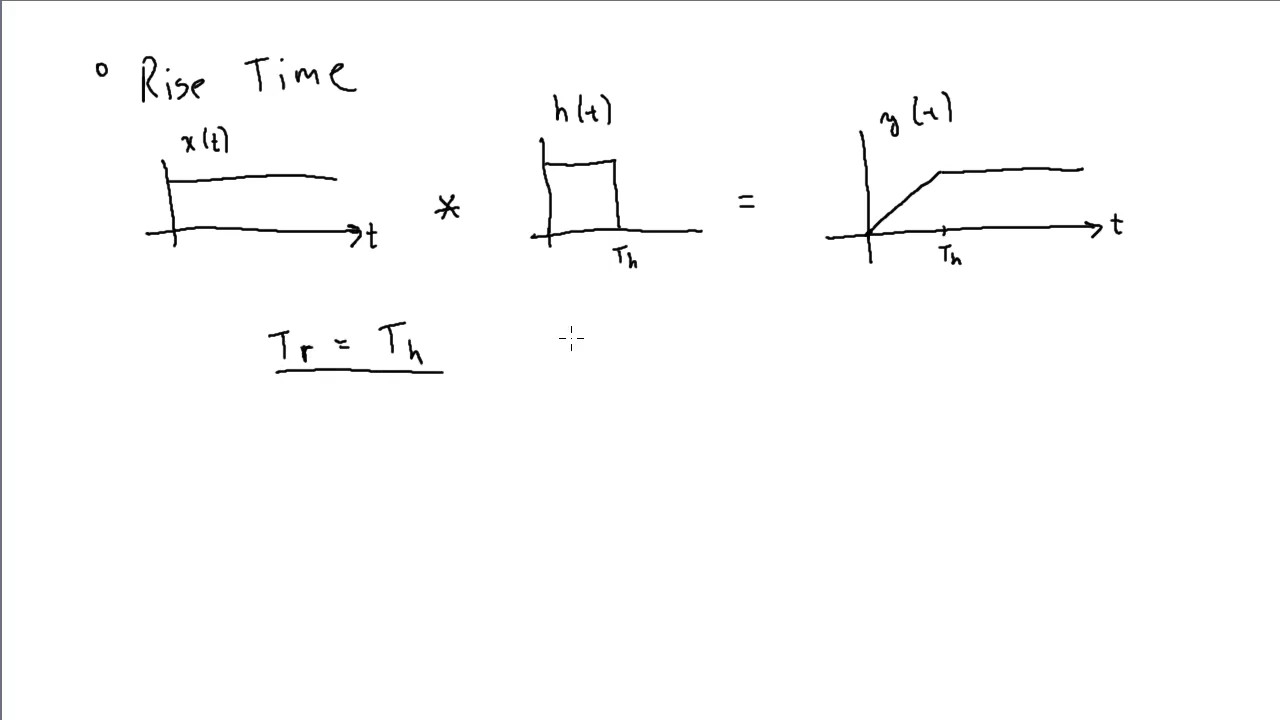 ° Rise Time
x(t) h(t) y(t)
* =
t t
Th Th
Tr = Th